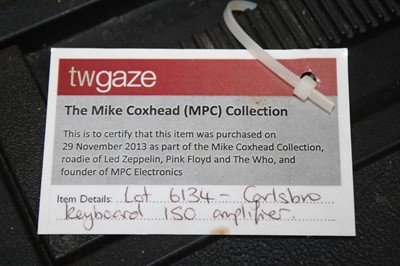 twgaze
The Mike Coxhead (MPC) Collection
This is to certify that this item was purchased on
29 November 2013 as part of the Mike Coxhead Collection,
roadie of Led Zeppelin, Pink Floyd and The Who, and
founder of MPC Electronics
Item Details: Lot 6134 - Carlsbro
keyboard 150 amplifier.